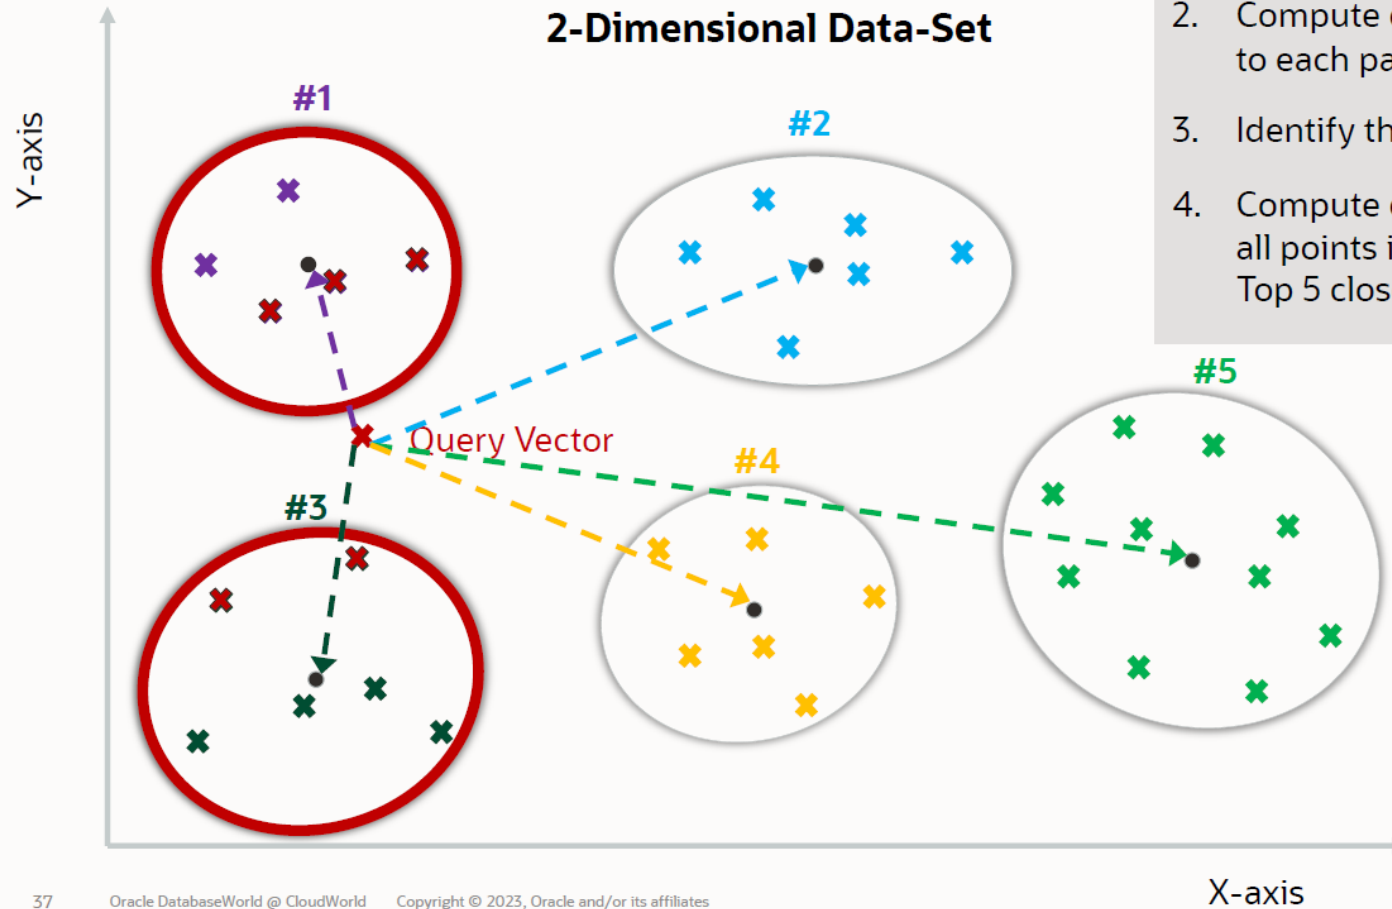 2-Dimensional Data-Set
2. Compute
to each pa
3. Identify th
4. Compute
all points i
Top 5 clos
Y-axis
#1
#2
#5
Query Vector
#4
#3
X-axis
37 Oracle DatabaseWorld @ CloudWorld Copyright © 2023, Oracle and/or its affiliates